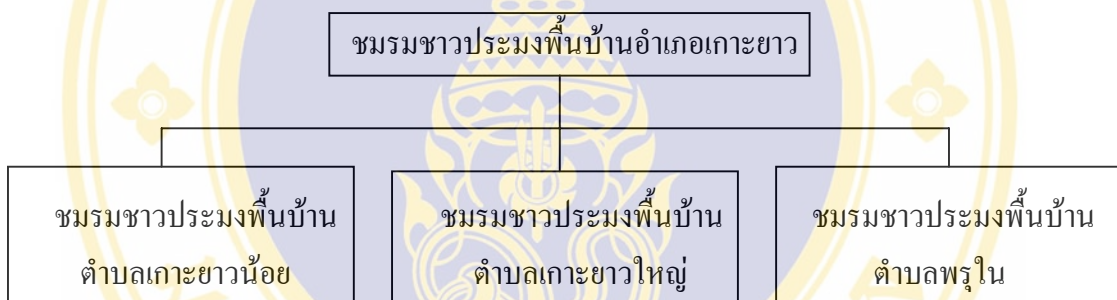 ชมรมชาวประมงพื้นบ้านอำเภอเกาะยาว
ชมรมชาวประมงพื้นบ้าน
ตำบลเกาะยาวน้อย
ชมรมชาวประมงพื้นบ้าน
ตำบลเกาะยาวใหญ่
ชมรมชาวประมงพื้นบ้าน
ตำบลพรุใน